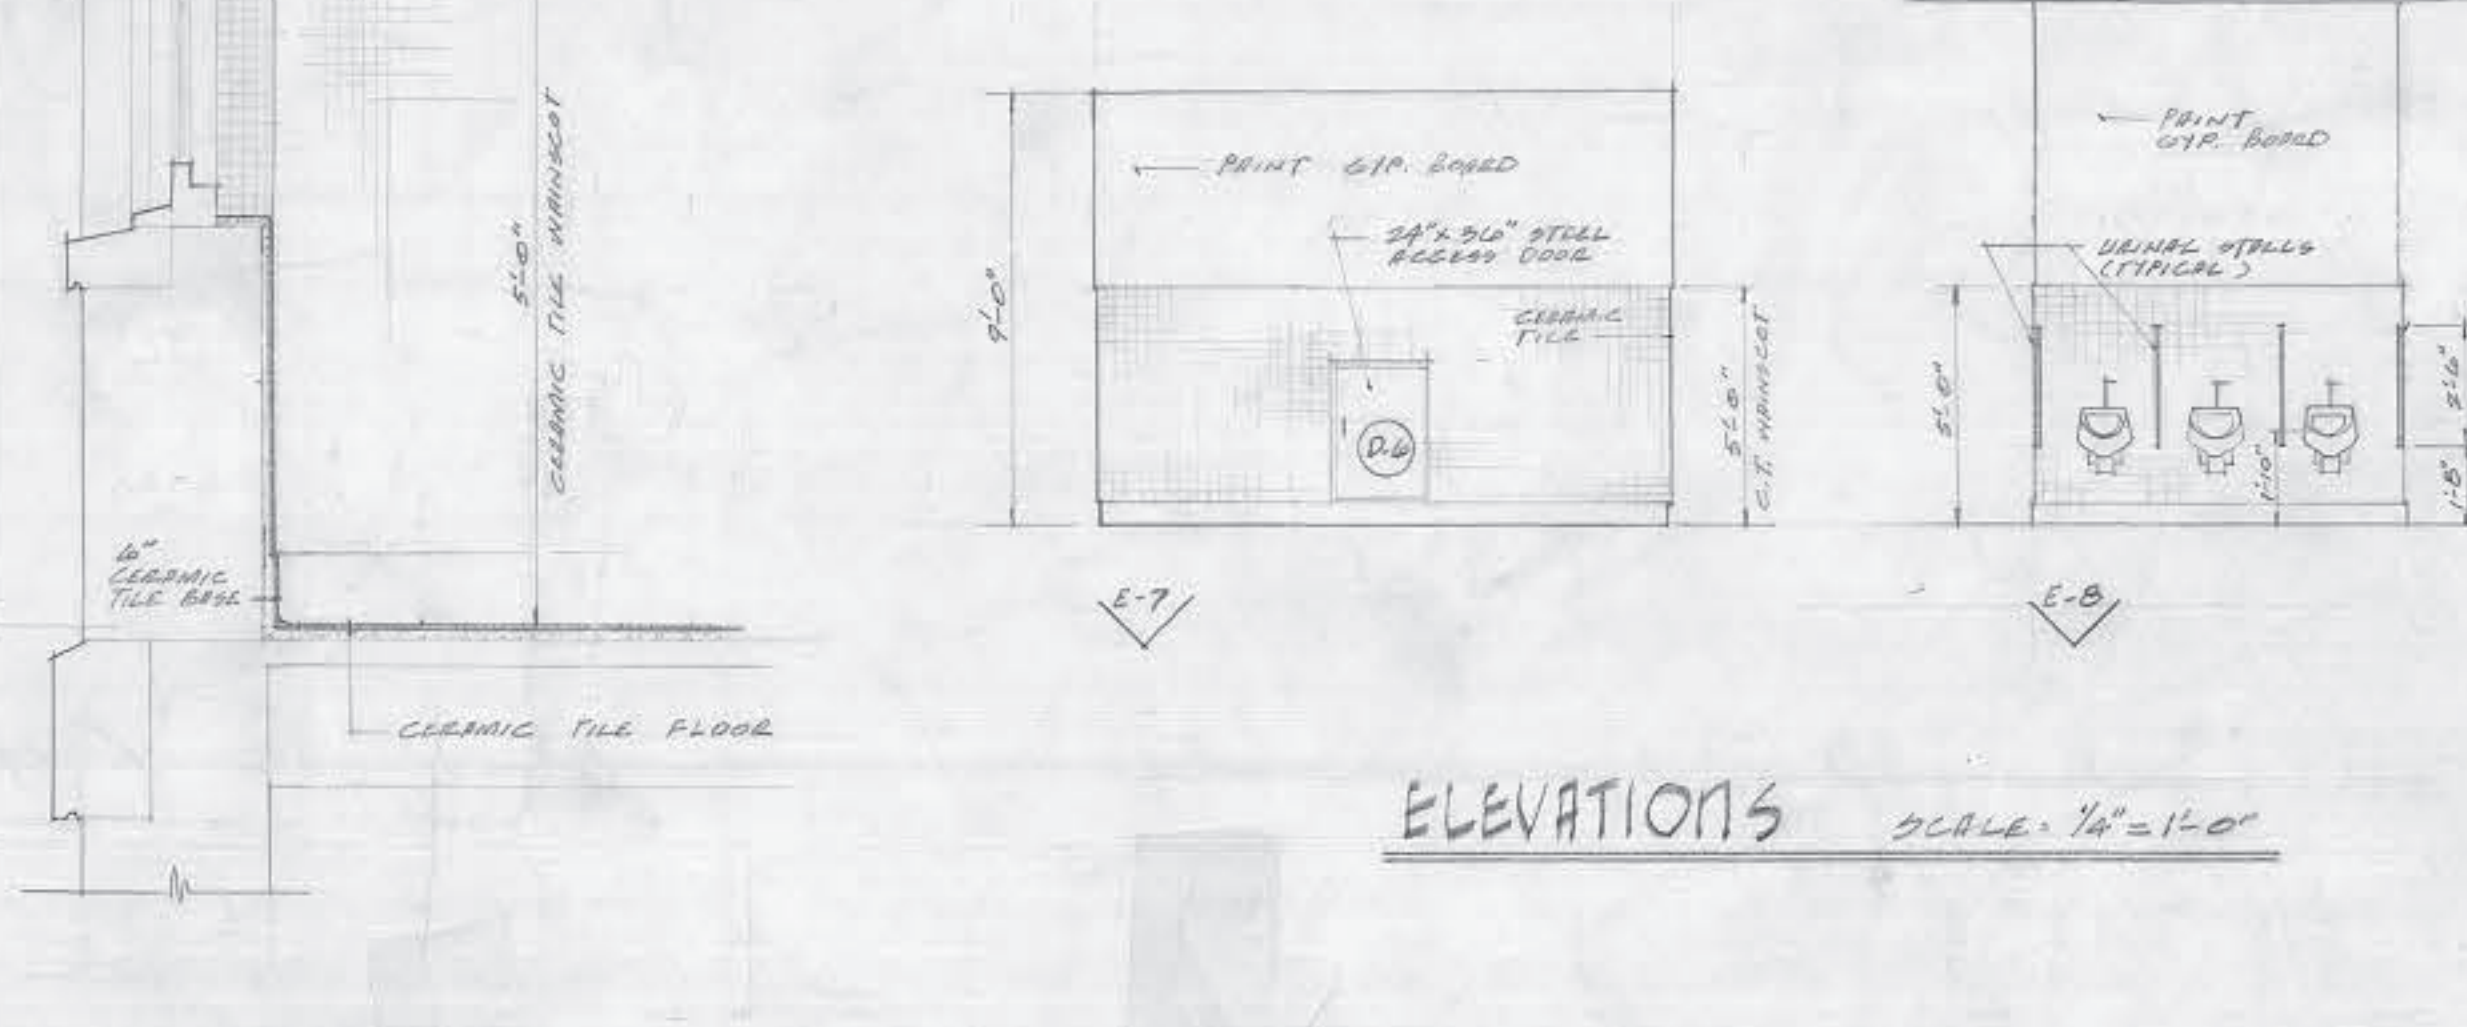 5'-0"
CERAMIC TILE WAINSCOT
6"
CERAMIC
TILE BASE
CERAMIC TILE FLOOR
9'-0"
PAINT GYP. BOARD
24" x 36" STEEL
ACCESS DOOR
CERAMIC
TILE
D-6
5'-0"
C.T. WAINSCOT
E-7
PAINT
GYP. BOARD
URINAL STALLS
(TYPICAL)
5'-0"
1'-10"
2'-6"
1'-8"
E-8
ELEVATIONS SCALE: 1/4" = 1'-0"